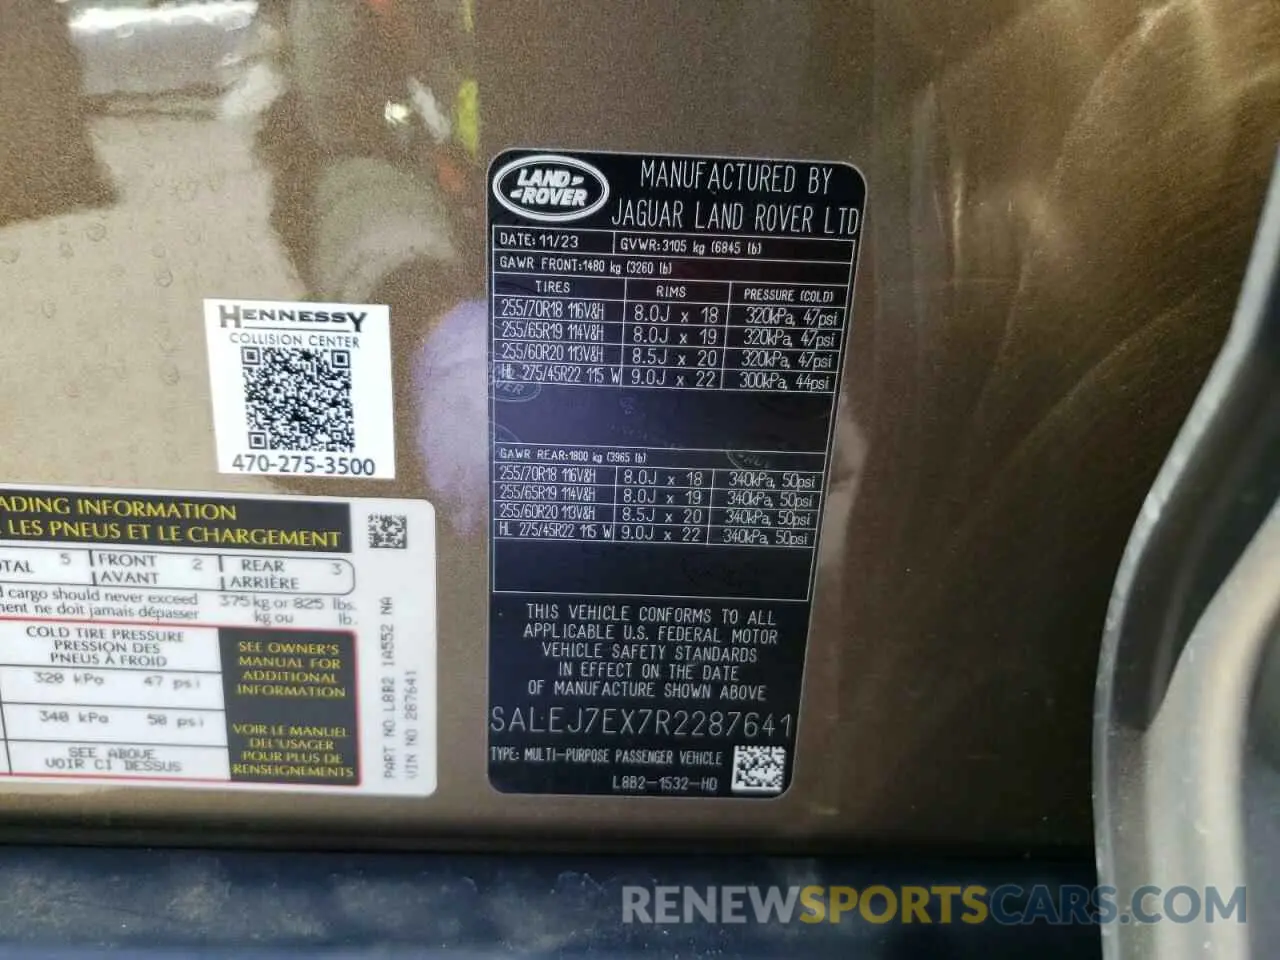 LAND ROVER
MANUFACTURED BY
JAGUAR LAND ROVER LTD
DATE: 11/23 GVWR: 3105 kg (6845 lb)
GAWR FRONT: 1480 kg (3260 lb)
TIRES RIMS PRESSURE (COLD)
255/70R18 116V&H 8.0J x 18 320kPa, 47psi
255/65R19 114V&H 8.0J x 19 320kPa, 47psi
255/60R20 113V&H 8.5J x 20 320kPa, 47psi
HL 275/45R22 115 W 9.0J x 22 300kPa, 44psi
GAWR REAR: 1800 kg (3965 lb)
255/70R18 116V&H 8.0J x 18 340kPa, 50psi
255/65R19 114V&H 8.0J x 19 340kPa, 50psi
255/60R20 113V&H 8.5J x 20 340kPa, 50psi
HL 275/45R22 115 W 9.0J x 22 340kPa, 50psi
THIS VEHICLE CONFORMS TO ALL
APPLICABLE U.S. FEDERAL MOTOR
VEHICLE SAFETY STANDARDS
IN EFFECT ON THE DATE
OF MANUFACTURE SHOWN ABOVE
SALEJ7EX7R2287641
TYPE: MULTI-PURPOSE PASSENGER VEHICLE
L8B2-1532-HD
HENNESSY
COLLISION CENTER
470-275-3500
ADING INFORMATION
LES PNEUS ET LE CHARGEMENT
OTAL 5 FRONT 2 REAR 3
AVANT ARRIÈRE
d cargo should never exceed 375 kg or 825 lbs.
ment ne doit jamais dépasser kg ou lb.
COLD TIRE PRESSURE
PRESSION DES
PNEUS À FROID
320 kPa 47 psi
340 kPa 50 psi
SEE ABOVE
VOIR CI DESSUS
SEE OWNER'S
MANUAL FOR
ADDITIONAL
INFORMATION
VOIR LE MANUEL
DE L'USAGER
POUR PLUS DE
RENSEIGNEMENTS
PART NO. L8B2 1A552 NA
VIN NO 287641
RENEWSPORTSCARS.COM